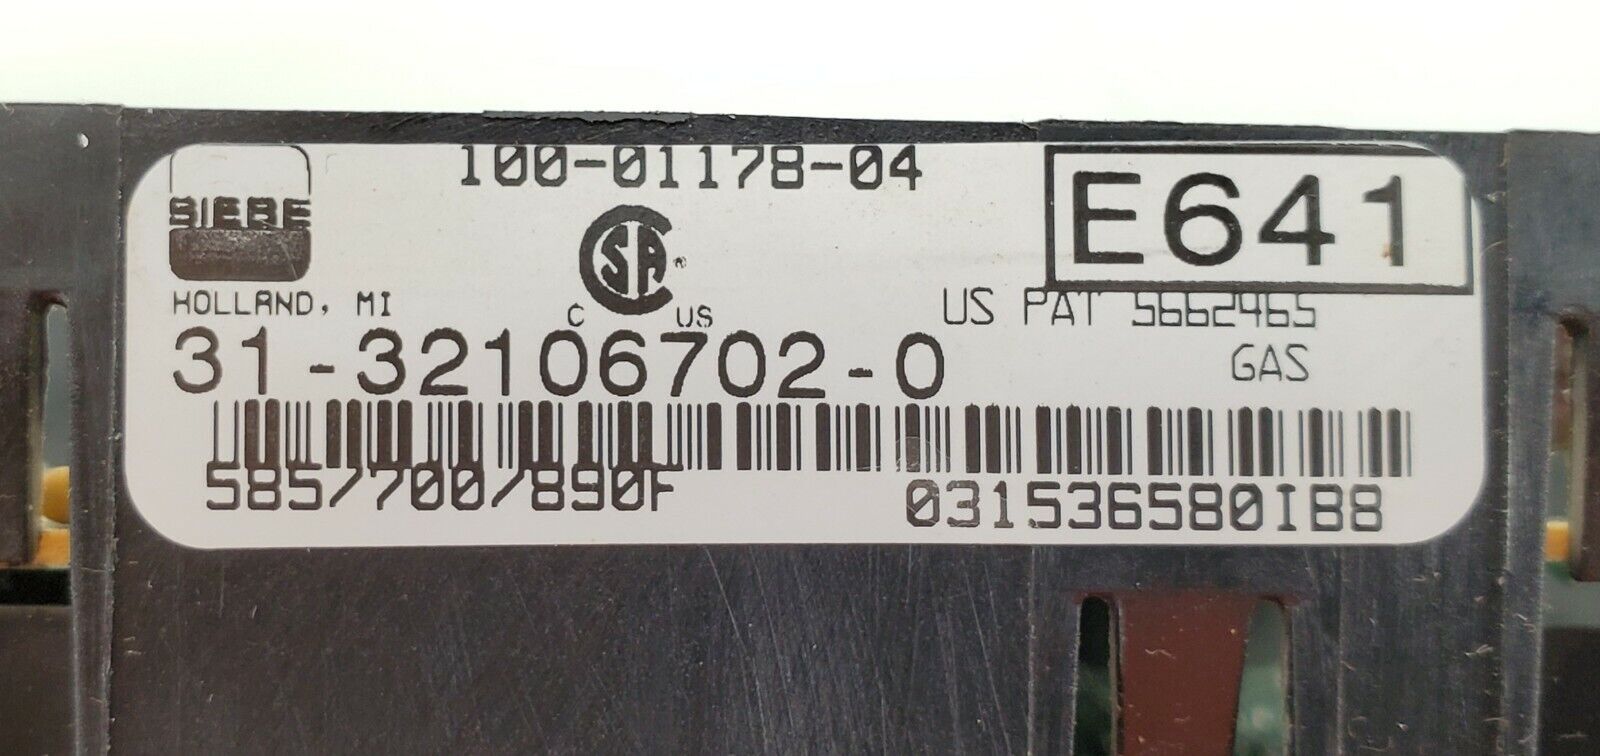 100-01178-04
SIEBE
HOLLAND, MI
CSA®
C US
E641
US PAT 5662465
GAS
31-32106702-0
585/700/890F
031536580IB8